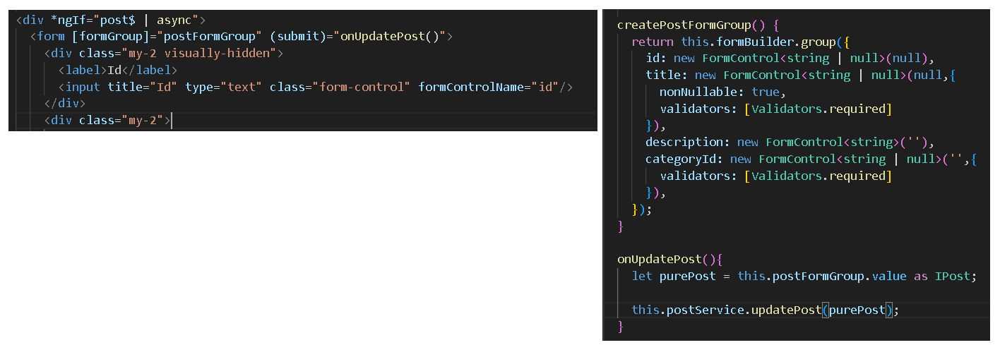 <div *ngIf="post$ | async">
<form [formGroup]="postFormGroup" (submit)="onUpdatePost()">
<div class="my-2 visually-hidden">
<label>Id</label>
<input title="Id" type="text" class="form-control" formControlName="id"/>
</div>
<div class="my-2">
createPostFormGroup() {
return this.formBuilder.group({
id: new FormControl<string | null>(null),
title: new FormControl<string | null>(null,{
nonNullable: true,
validators: [Validators.required]
}),
description: new FormControl<string>(''),
categoryId: new FormControl<string | null>('',{
validators: [Validators.required]
}),
});
}
onUpdatePost(){
let purePost = this.postFormGroup.value as IPost;
this.postService.updatePost(purePost);
}